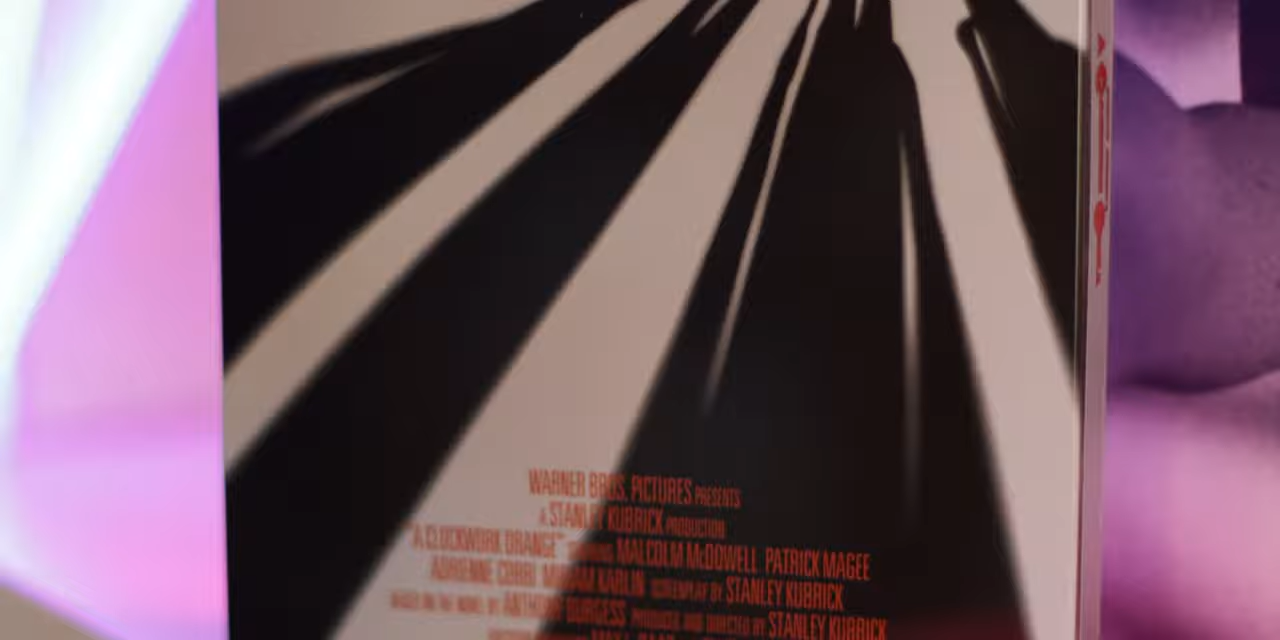 WARNER BROS. PICTURES PRESENTS
A STANLEY KUBRICK PRODUCTION
"A CLOCKWORK ORANGE" STARRING MALCOLM McDOWELL PATRICK MAGEE
ADRIENNE CORRI MIRIAM KARLIN SCREENPLAY BY STANLEY KUBRICK
BASED ON THE NOVEL BY ANTHONY BURGESS PRODUCED AND DIRECTED BY STANLEY KUBRICK